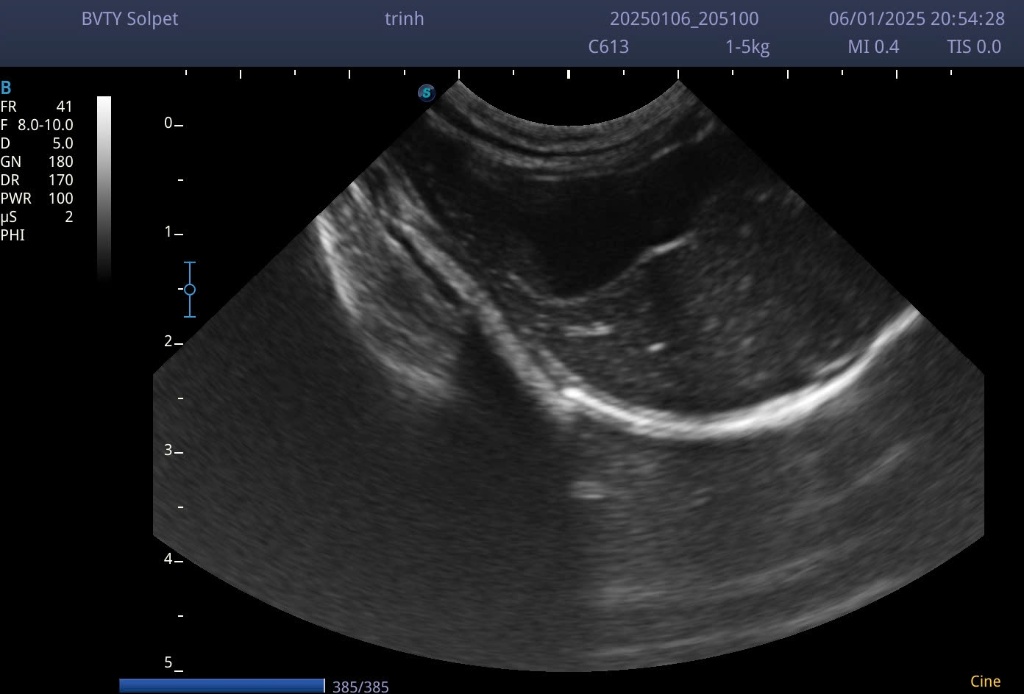 BVTY Solpet trinh 20250106_205100 06/01/2025 20:54:28
C613 1-5kg MI 0.4 TIS 0.0
B
FR 41
F 8.0-10.0
D 5.0
GN 180
DR 170
PWR 100
µS 2
PHI
S
0
1
2
3
4
5
385/385
Cine